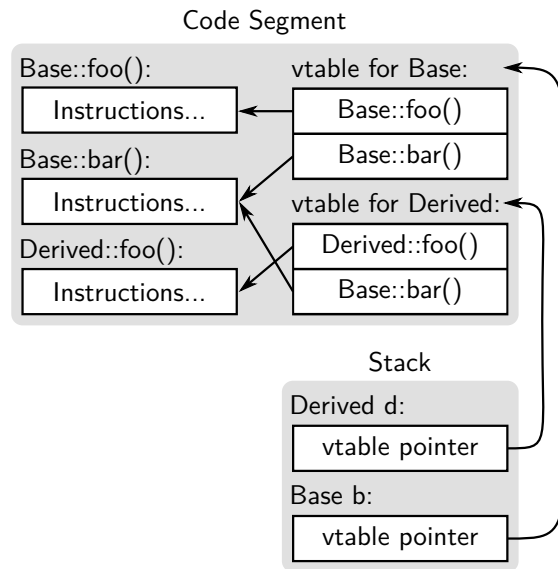 Code Segment
Base::foo():
Instructions...
Base::bar():
Instructions...
Derived::foo():
Instructions...
vtable for Base:
Base::foo()
Base::bar()
vtable for Derived:
Derived::foo()
Base::bar()
Stack
Derived d:
vtable pointer
Base b:
vtable pointer